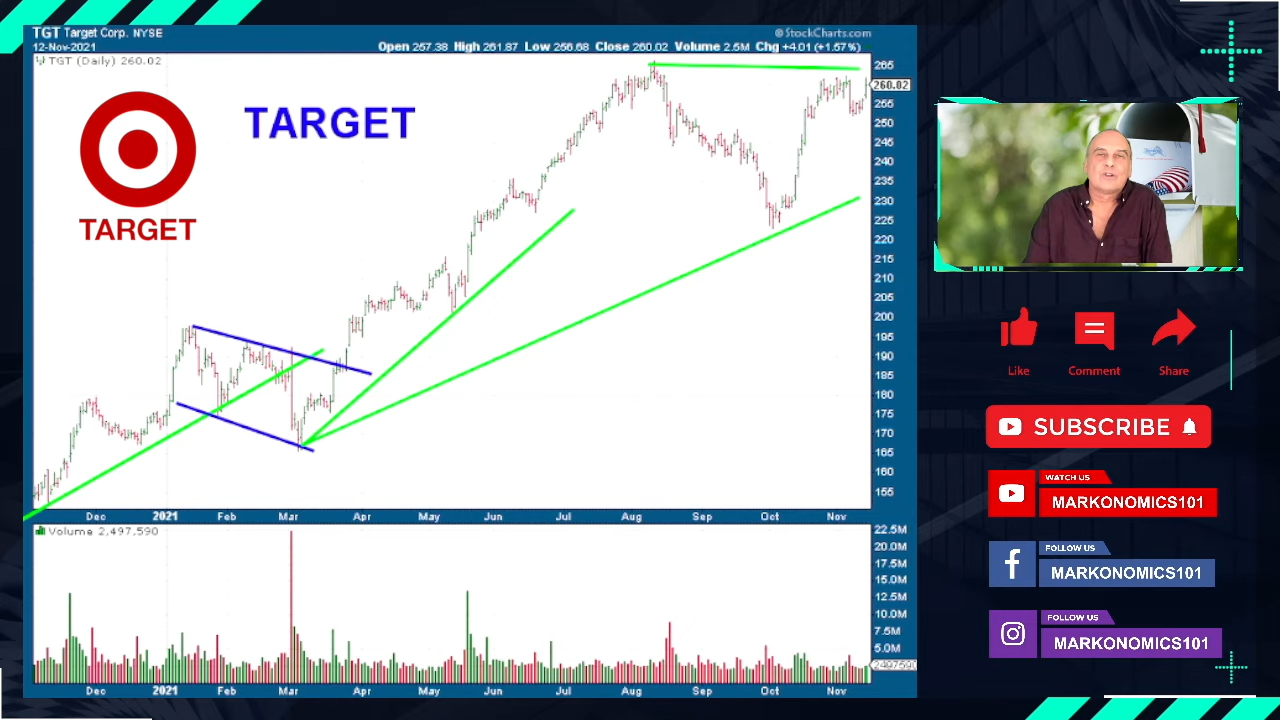 TGT Target Corp. NYSE
©StockCharts.com
12-Nov-2021
Open 257.38 High 261.87 Low 256.68 Close 260.02 Volume 2.5M Chg +4.01 (+1.57%)
TGT (Daily) 260.02
TARGET
TARGET
265
260.02
255
250
245
240
235
230
225
220
215
210
205
200
195
190
185
180
175
170
165
160
155
Dec 2021 Feb Mar Apr May Jun Jul Aug Sep Oct Nov
Volume 2,497,590
22.5M
20.0M
17.5M
15.0M
12.5M
10.0M
7.5M
5.0M
2497590
Dec 2021 Feb Mar Apr May Jun Jul Aug Sep Oct Nov
Like Comment Share
SUBSCRIBE
WATCH US
MARKONOMICS101
FOLLOW US
MARKONOMICS101
FOLLOW US
MARKONOMICS101